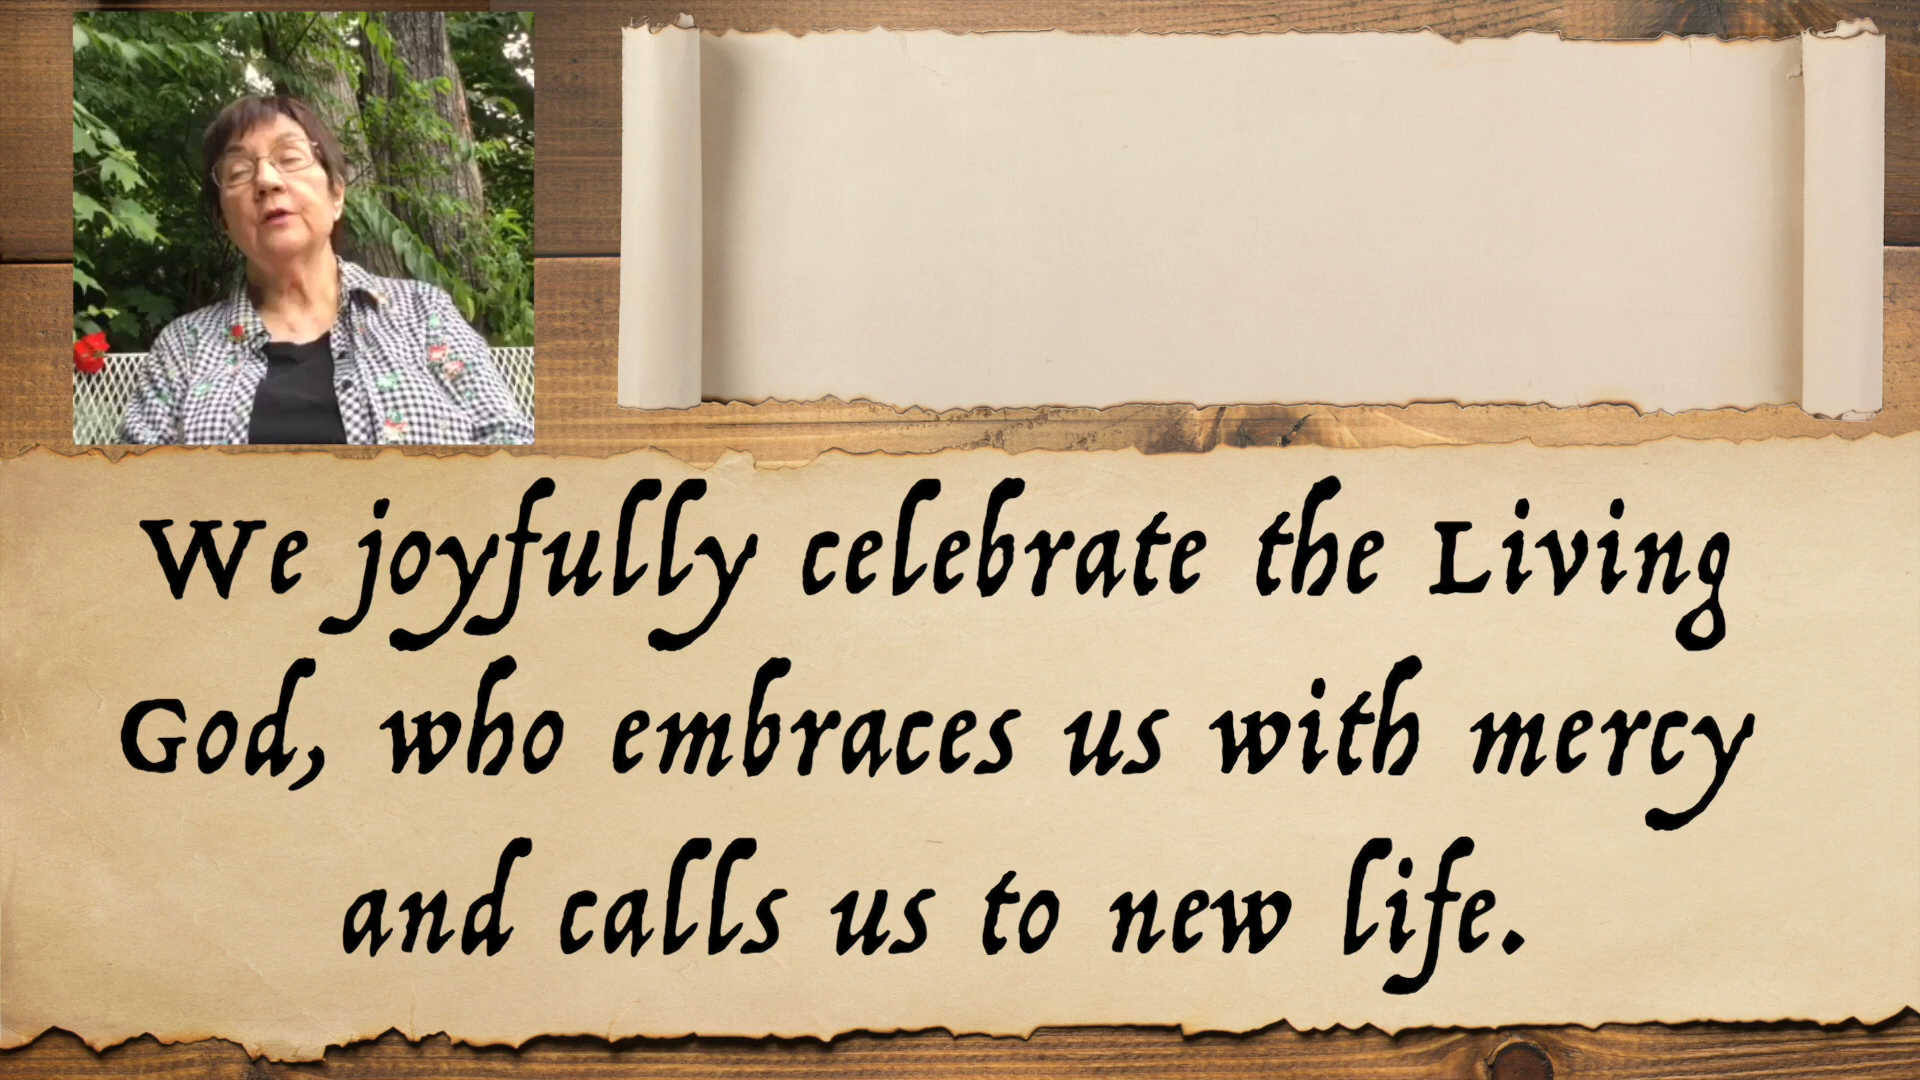 We joyfully celebrate the Living
God, who embraces us with mercy
and calls us to new life.